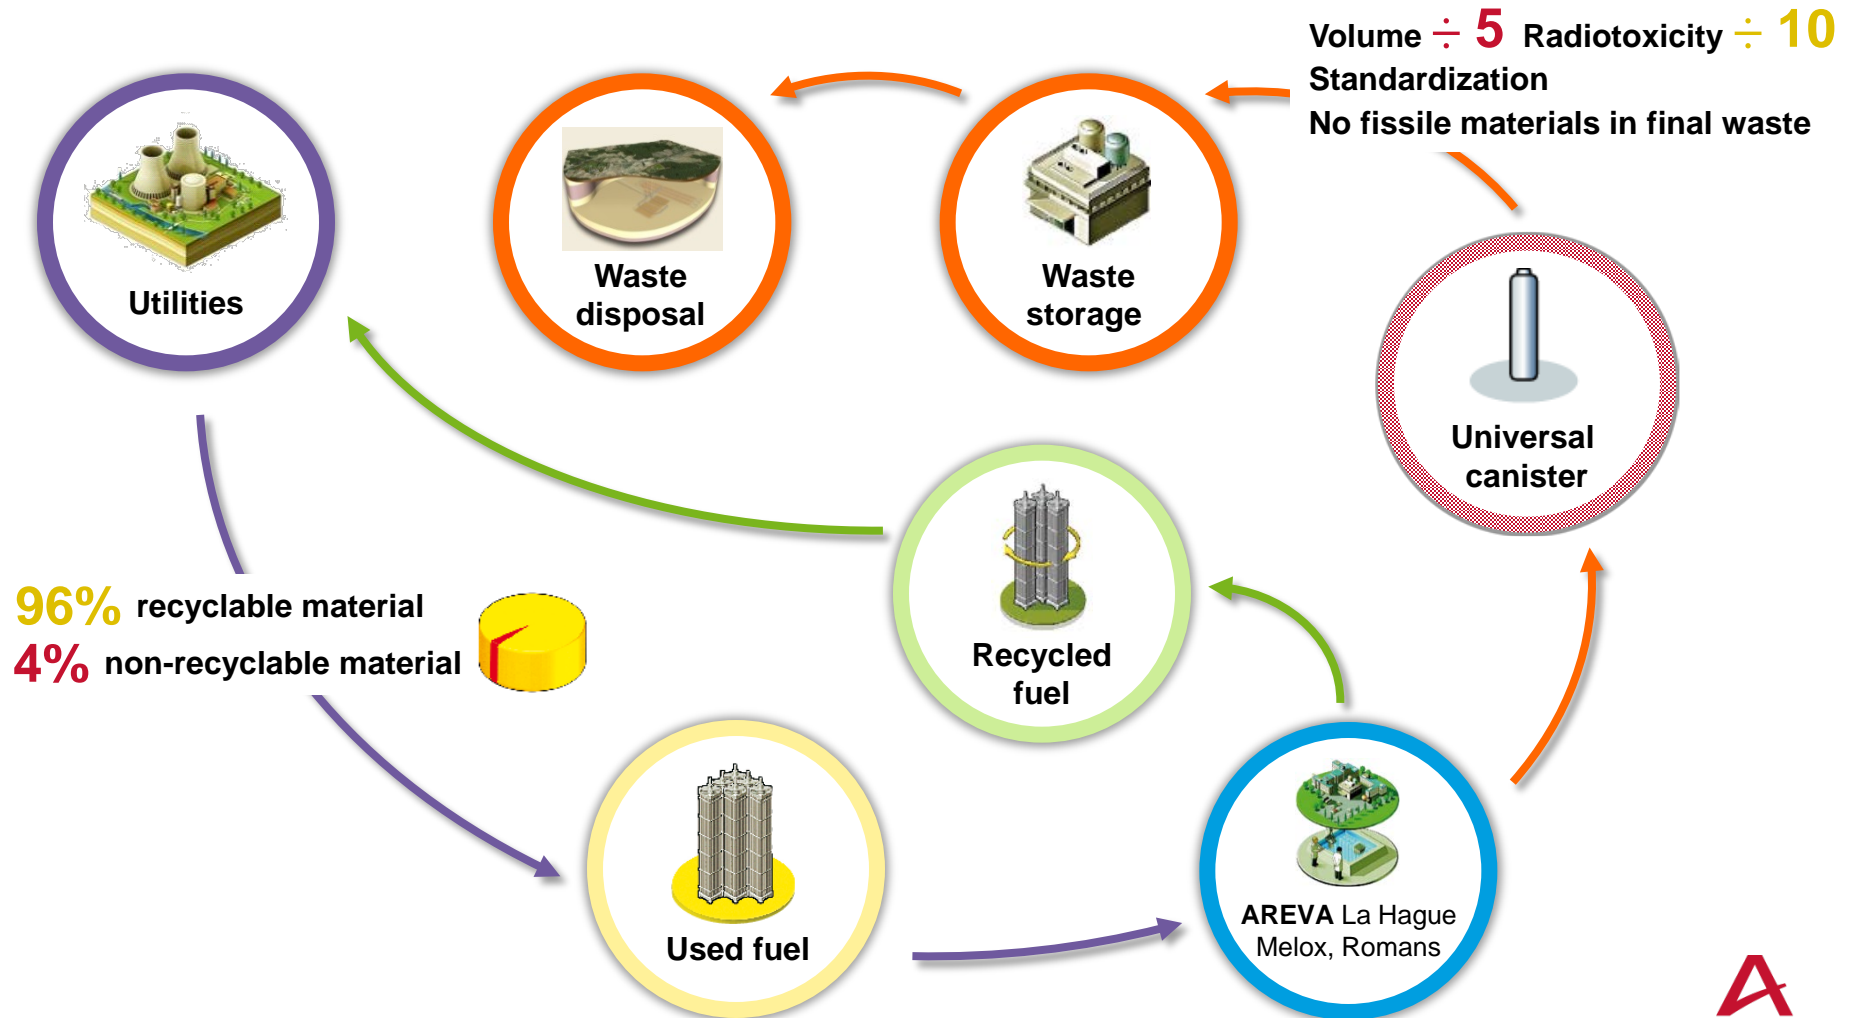 Volume ÷ 5 Radiotoxicity ÷ 10
Standardization
No fissile materials in final waste
Utilities
Waste
disposal
Waste
storage
Universal
canister
96% recyclable material
4% non-recyclable material
Recycled
fuel
Used fuel
AREVA La Hague
Melox, Romans